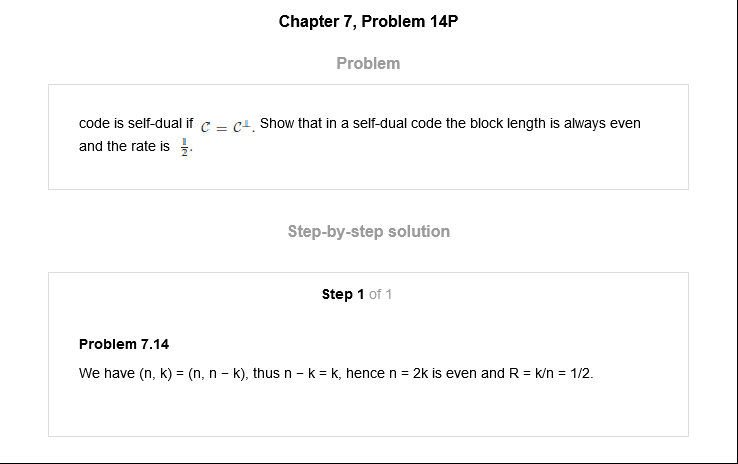 Chapter 7, Problem 14P
Problem
code is self-dual if C = C⊥. Show that in a self-dual code the block length is always even
and the rate is 1/2.
Step-by-step solution
Step 1 of 1
Problem 7.14
We have (n, k) = (n, n − k), thus n − k = k, hence n = 2k is even and R = k/n = 1/2.